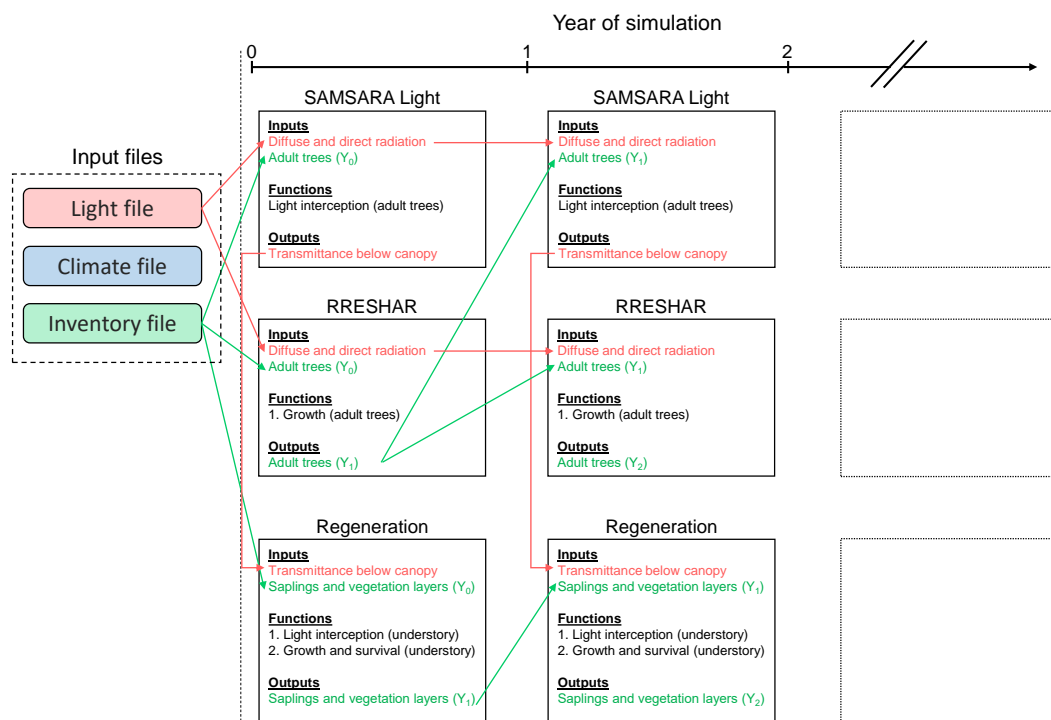 Year of simulation
0
1
2
Input files
Light file
Climate file
Inventory file
SAMSARA Light
Inputs
Diffuse and direct radiation
Adult trees (Y0)
Functions
Light interception (adult trees)
Outputs
Transmittance below canopy
SAMSARA Light
Inputs
Diffuse and direct radiation
Adult trees (Y1)
Functions
Light interception (adult trees)
Outputs
Transmittance below canopy
RRESHAR
Inputs
Diffuse and direct radiation
Adult trees (Y0)
Functions
1. Growth (adult trees)
Outputs
Adult trees (Y1)
RRESHAR
Inputs
Diffuse and direct radiation
Adult trees (Y1)
Functions
1. Growth (adult trees)
Outputs
Adult trees (Y2)
Regeneration
Inputs
Transmittance below canopy
Saplings and vegetation layers (Y0)
Functions
1. Light interception (understory)
2. Growth and survival (understory)
Outputs
Saplings and vegetation layers (Y1)
Regeneration
Inputs
Transmittance below canopy
Saplings and vegetation layers (Y1)
Functions
1. Light interception (understory)
2. Growth and survival (understory)
Outputs
Saplings and vegetation layers (Y2)